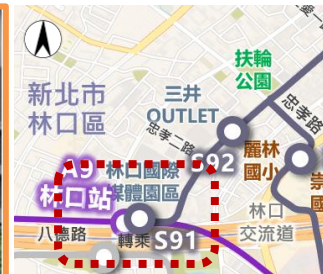 扶輪
公園
新北市
林口區
三井
OUTLET
忠孝二路
忠孝路
A9
林口站
林口國際
媒體園區
S92
麗林
國小
崇
國
林口
交流道
八德路
轉乘 S91